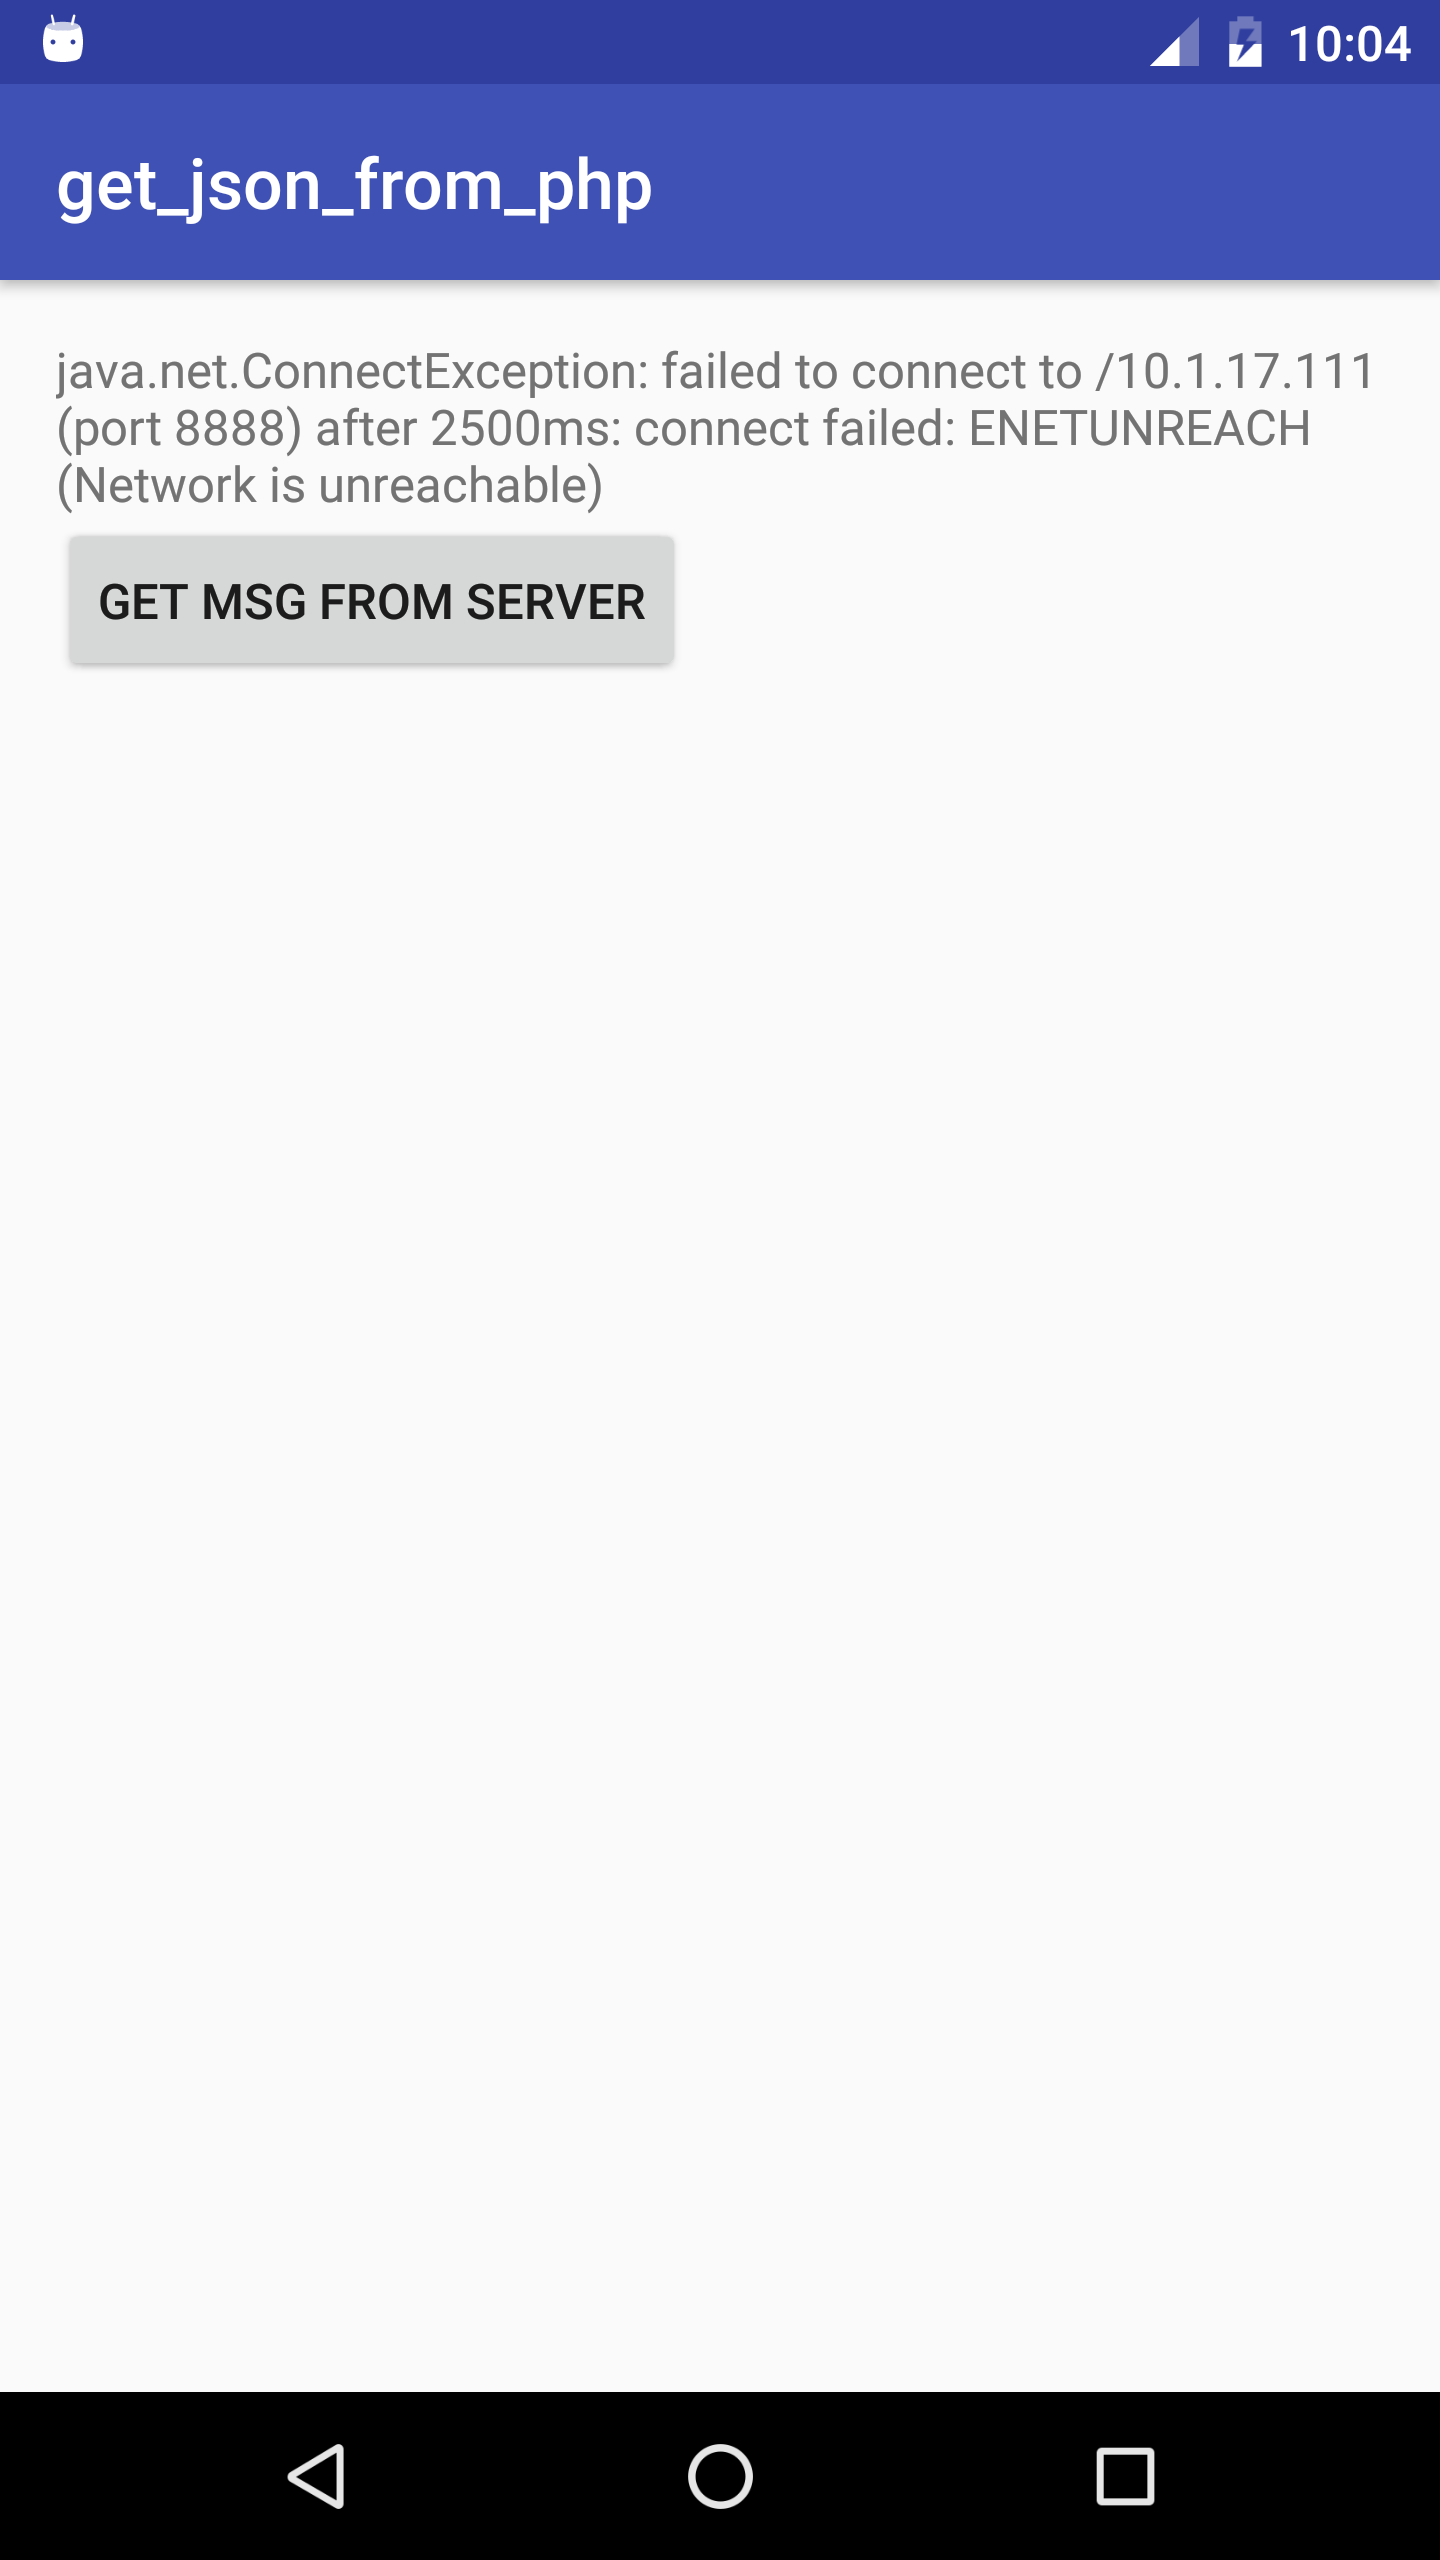 10:04
get_json_from_php
java.net.ConnectException: failed to connect to /10.1.17.111
(port 8888) after 2500ms: connect failed: ENETUNREACH
(Network is unreachable)
GET MSG FROM SERVER